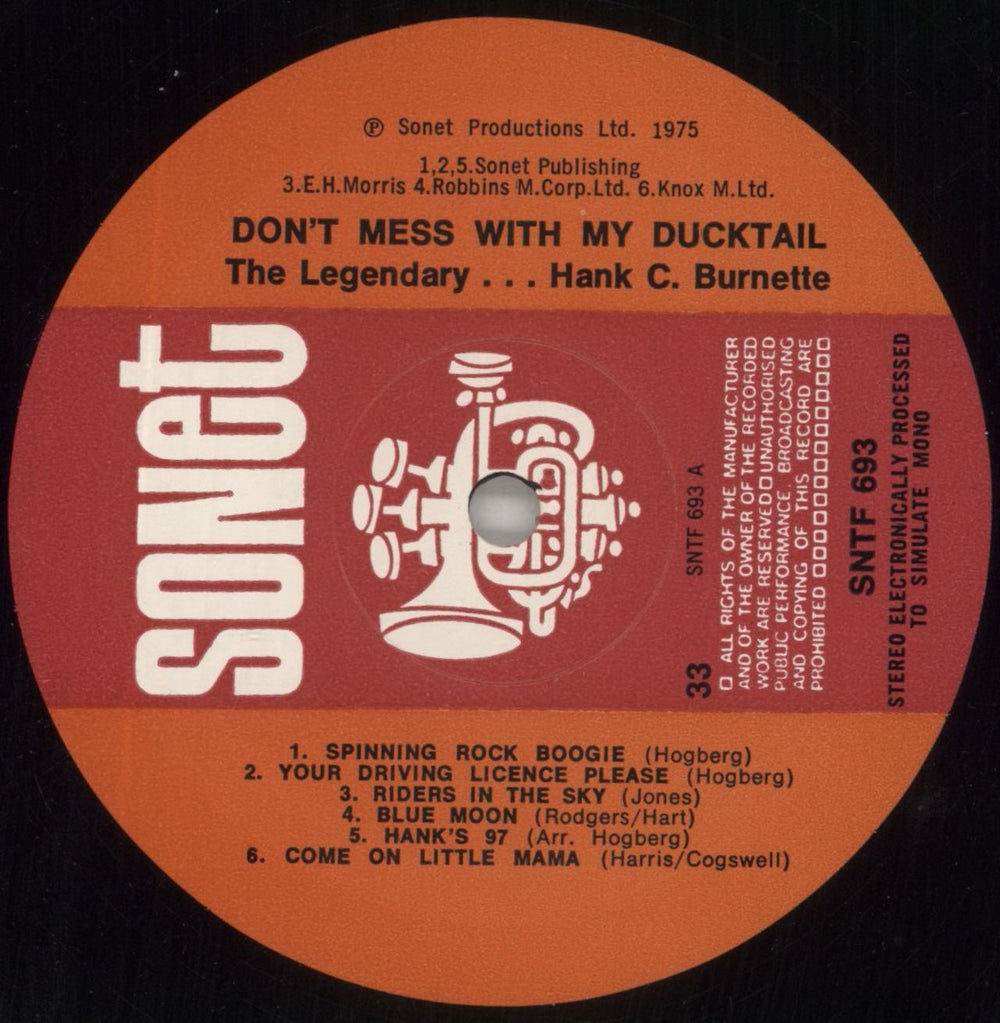 ℗ Sonet Productions Ltd. 1975
1,2,5.Sonet Publishing
3.E.H.Morris 4.Robbins M.Corp.Ltd. 6.Knox M.Ltd.
DON'T MESS WITH MY DUCKTAIL
The Legendary . . . Hank C. Burnette
sonet
33
SNTF 693 A
□ ALL RIGHTS OF THE MANUFACTURER
AND OF THE OWNER OF THE RECORDED
WORK ARE RESERVED□UNAUTHORISED
PUBLIC PERFORMANCE, BROADCASTING
AND COPYING OF THIS RECORD ARE
PROHIBITED □□□□□□□□□□□□□□
SNTF 693
STEREO ELECTRONICALLY PROCESSED
TO SIMULATE MONO
1. SPINNING ROCK BOOGIE (Hogberg)
2. YOUR DRIVING LICENCE PLEASE (Hogberg)
3. RIDERS IN THE SKY (Jones)
4. BLUE MOON (Rodgers/Hart)
5. HANK'S 97 (Arr. Hogberg)
6. COME ON LITTLE MAMA (Harris/Cogswell)